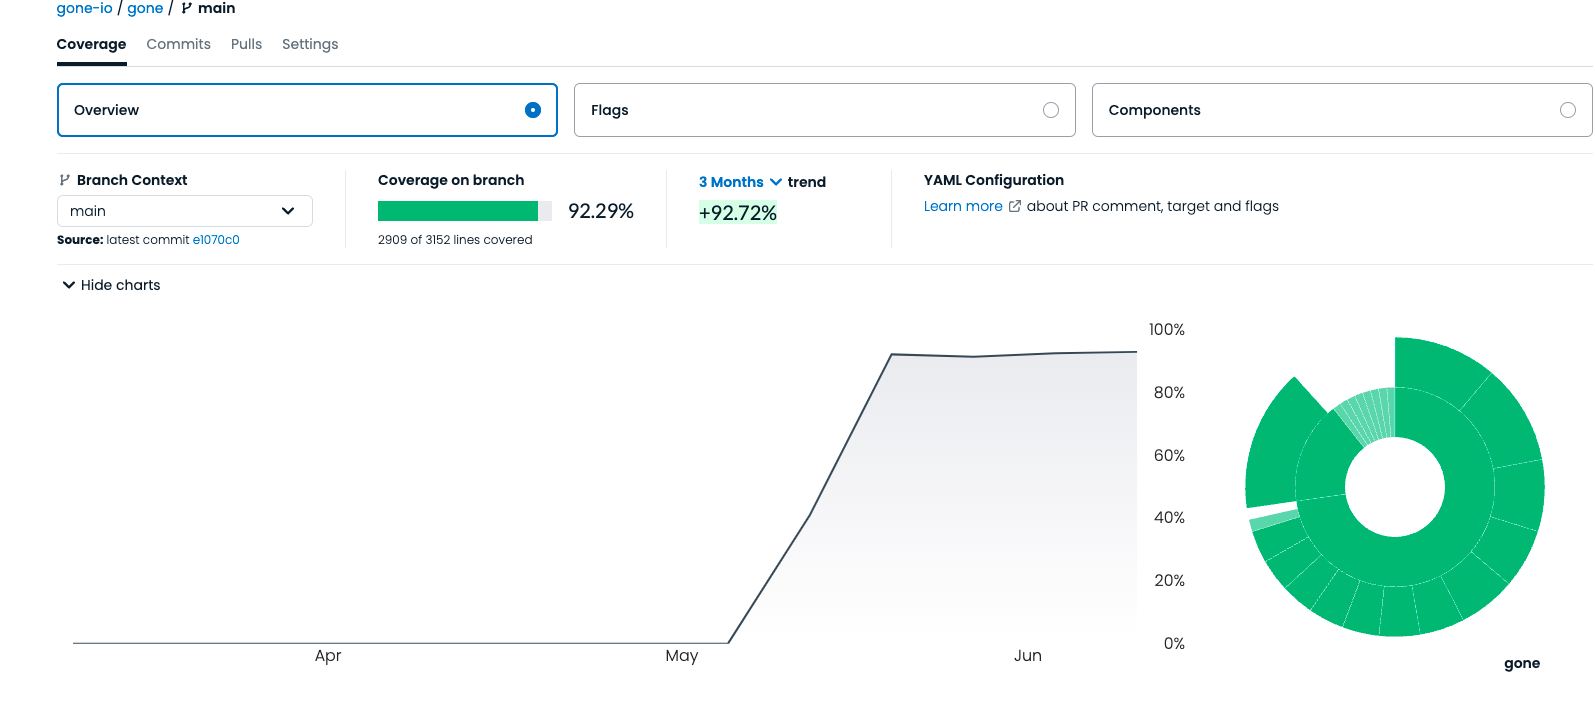 gone-io / gone / main
Coverage Commits Pulls Settings
Overview
Flags
Components
Branch Context
main
Source: latest commit e1070c0
Coverage on branch
92.29%
2909 of 3152 lines covered
3 Months trend
+92.72%
YAML Configuration
Learn more about PR comment, target and flags
Hide charts
100%
80%
60%
40%
20%
0%
Apr May Jun
gone